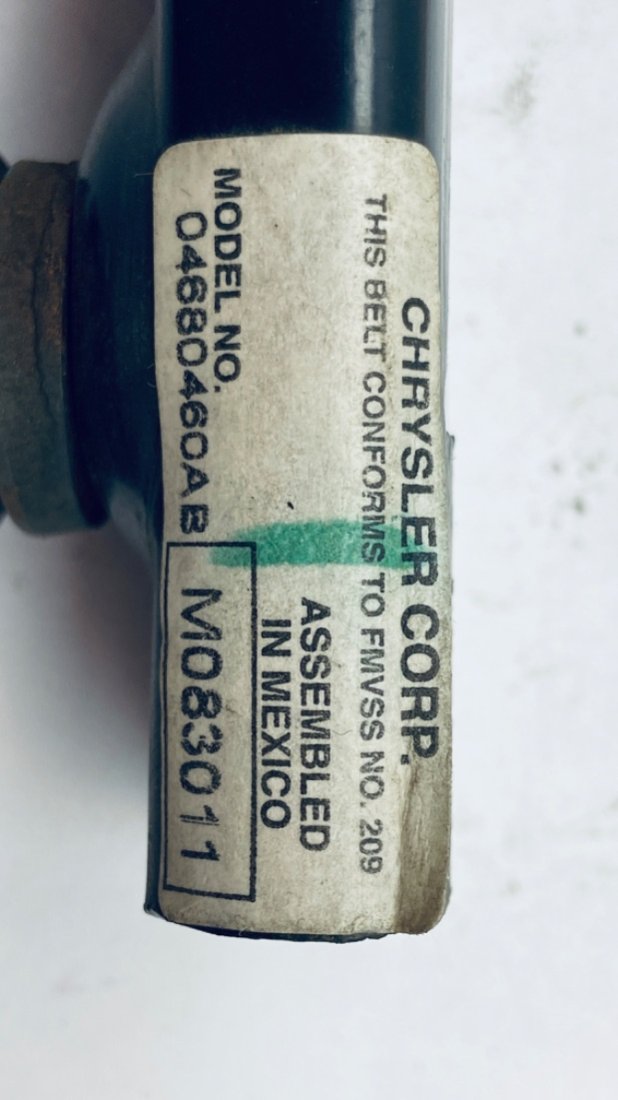 CHRYSLER CORP.
THIS BELT CONFORMS TO FMVSS NO. 209
ASSEMBLED
IN MEXICO
MODEL NO.
04680460AB
M083011